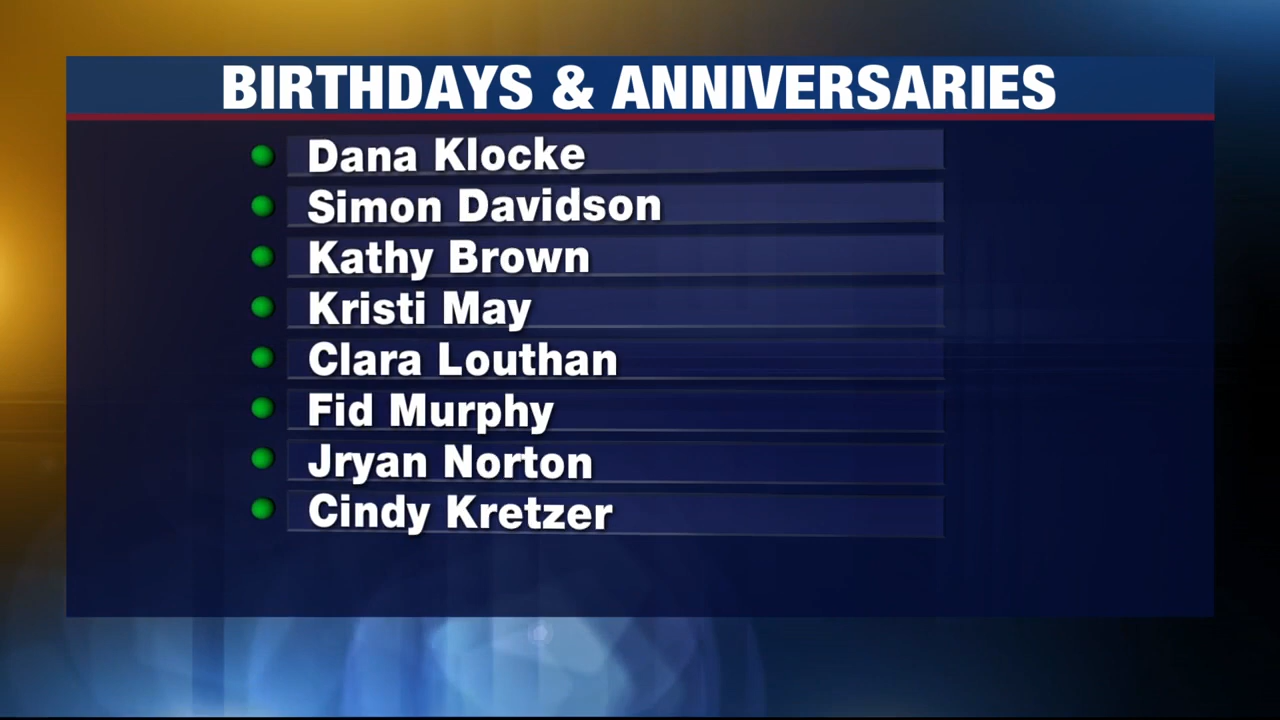 BIRTHDAYS & ANNIVERSARIES
Dana Klocke
Simon Davidson
Kathy Brown
Kristi May
Clara Louthan
Fid Murphy
Jryan Norton
Cindy Kretzer